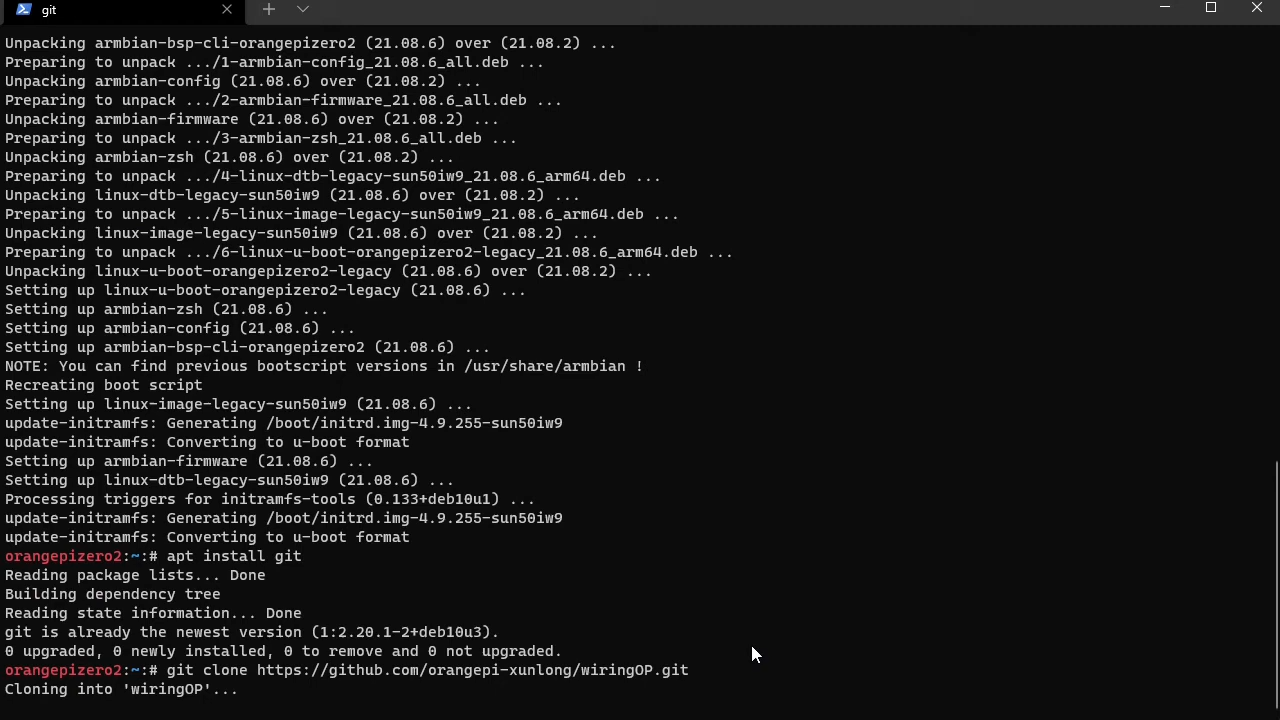 git
Unpacking armbian-bsp-cli-orangepizero2 (21.08.6) over (21.08.2) ...
Preparing to unpack .../1-armbian-config_21.08.6_all.deb ...
Unpacking armbian-config (21.08.6) over (21.08.2) ...
Preparing to unpack .../2-armbian-firmware_21.08.6_all.deb ...
Unpacking armbian-firmware (21.08.6) over (21.08.2) ...
Preparing to unpack .../3-armbian-zsh_21.08.6_all.deb ...
Unpacking armbian-zsh (21.08.6) over (21.08.2) ...
Preparing to unpack .../4-linux-dtb-legacy-sun50iw9_21.08.6_arm64.deb ...
Unpacking linux-dtb-legacy-sun50iw9 (21.08.6) over (21.08.2) ...
Preparing to unpack .../5-linux-image-legacy-sun50iw9_21.08.6_arm64.deb ...
Unpacking linux-image-legacy-sun50iw9 (21.08.6) over (21.08.2) ...
Preparing to unpack .../6-linux-u-boot-orangepizero2-legacy_21.08.6_arm64.deb ...
Unpacking linux-u-boot-orangepizero2-legacy (21.08.6) over (21.08.2) ...
Setting up linux-u-boot-orangepizero2-legacy (21.08.6) ...
Setting up armbian-zsh (21.08.6) ...
Setting up armbian-config (21.08.6) ...
Setting up armbian-bsp-cli-orangepizero2 (21.08.6) ...
NOTE: You can find previous bootscript versions in /usr/share/armbian !
Recreating boot script
Setting up linux-image-legacy-sun50iw9 (21.08.6) ...
update-initramfs: Generating /boot/initrd.img-4.9.255-sun50iw9
update-initramfs: Converting to u-boot format
Setting up armbian-firmware (21.08.6) ...
Setting up linux-dtb-legacy-sun50iw9 (21.08.6) ...
Processing triggers for initramfs-tools (0.133+deb10u1) ...
update-initramfs: Generating /boot/initrd.img-4.9.255-sun50iw9
update-initramfs: Converting to u-boot format
orangepizero2:~:# apt install git
Reading package lists... Done
Building dependency tree
Reading state information... Done
git is already the newest version (1:2.20.1-2+deb10u3).
0 upgraded, 0 newly installed, 0 to remove and 0 not upgraded.
orangepizero2:~:# git clone https://github.com/orangepi-xunlong/wiringOP.git
Cloning into 'wiringOP'...